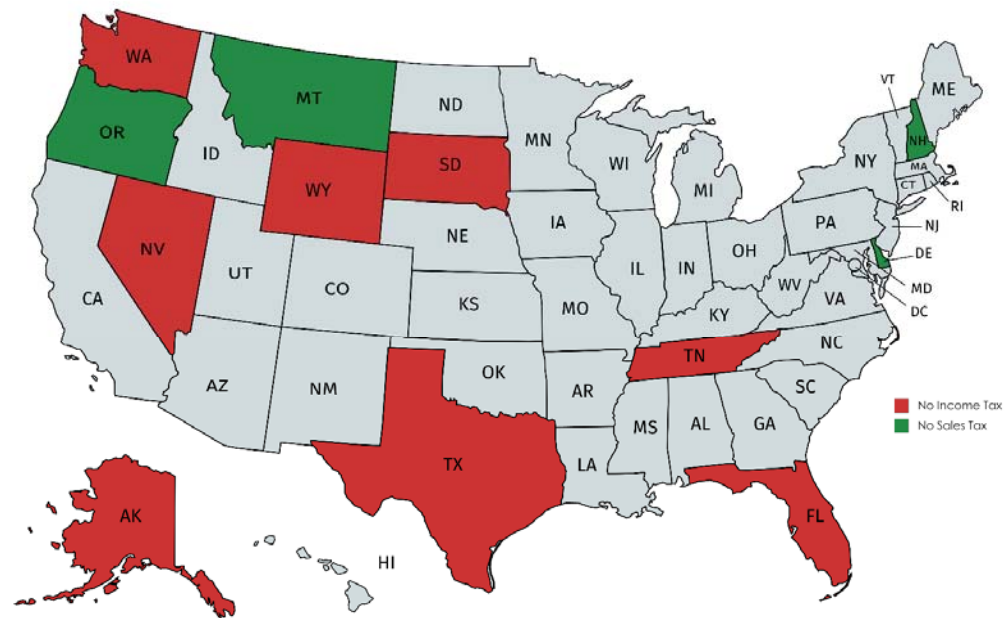 WA
MT
ND
MN
VT
ME
OR
ID
SD
WI
NY
NH
MA
WY
MI
CT
RI
NV
NE
IA
PA
NJ
UT
IL
IN
OH
DE
CA
CO
WV
MD
KS
MO
VA
DC
KY
NC
TN
AZ
NM
OK
AR
SC
No Income Tax
MS
AL
GA
No Sales Tax
TX
LA
AK
FL
HI